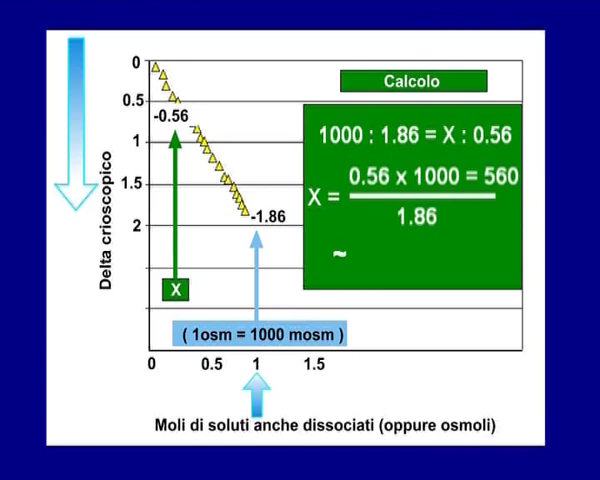 Calcolo
1000 : 1.86 = X : 0.56
0.56 x 1000 = 560
X =
1.86
~
0
0.5
1
1.5
2
Delta crioscopico
-0.56
-1.86
X
( 1osm = 1000 mosm )
0 0.5 1 1.5
Moli di soluti anche dissociati (oppure osmoli)